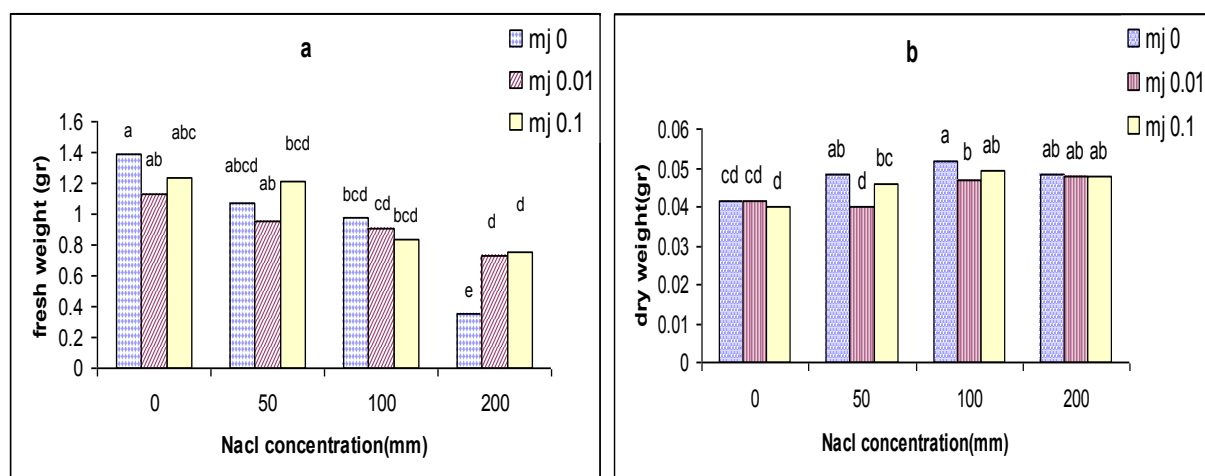 a
mj 0
mj 0.01
mj 0.1
fresh weight (gr)
1.6
1.4
1.2
1
0.8
0.6
0.4
0.2
0
a
ab
abc
abcd
ab
bcd
bcd
cd
bcd
e
d
d
0 50 100 200
Nacl concentration(mm)
b
mj 0
mj 0.01
mj 0.1
dry weight(gr)
0.06
0.05
0.04
0.03
0.02
0.01
0
cd
cd
d
ab
d
bc
a
b
ab
ab
ab
ab
0 50 100 200
Nacl concentration(mm)